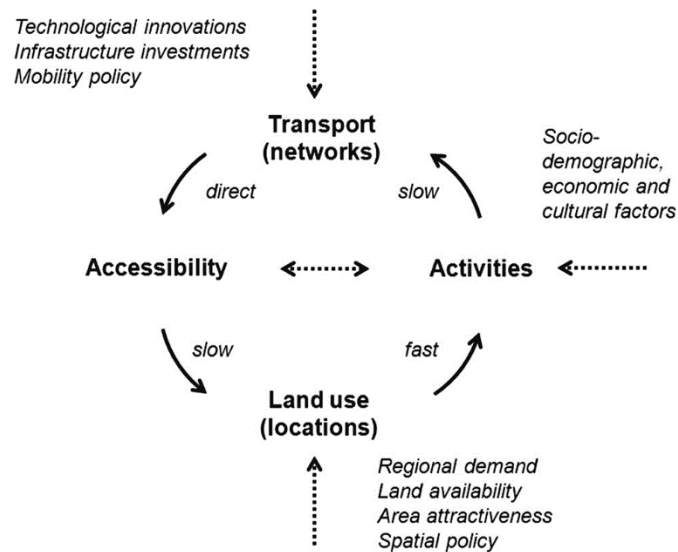 Technological innovations
Infrastructure investments
Mobility policy
Transport
(networks)
Socio-
demographic,
economic and
cultural factors
direct
slow
Accessibility
Activities
slow
fast
Land use
(locations)
Regional demand
Land availability
Area attractiveness
Spatial policy